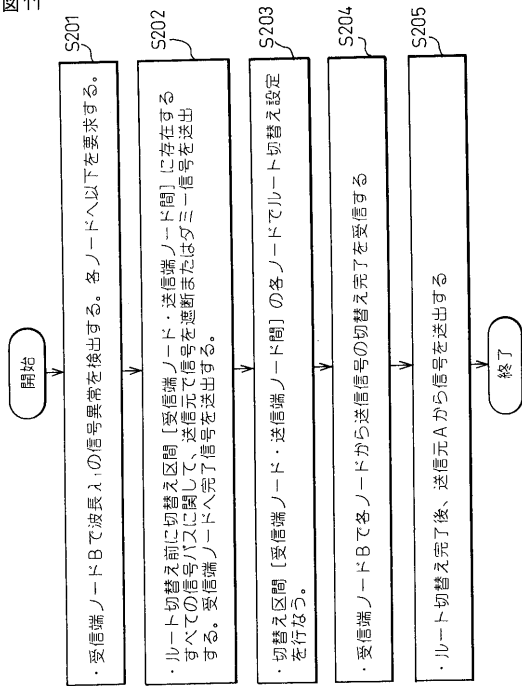 図11
開始
S201
・受信端ノードBで波長λ₁の信号異常を検出する。各ノードへ以下を要求する。
S202
・ルート切替え前に切替え区間［受信端ノード・送信端ノード間］に存在する
すべての信号パスに関して、送信元で信号を遮断またはダミー信号を送出
する。受信端ノードへ完了信号を送出する。
S203
・切替え区間［受信端ノード・送信端ノード間］の各ノードでルート切替え設定
を行なう。
S204
・受信端ノードBで各ノードから送信信号の切替え完了を受信する
S205
・ルート切替え完了後、送信元Aから信号を送出する
終了